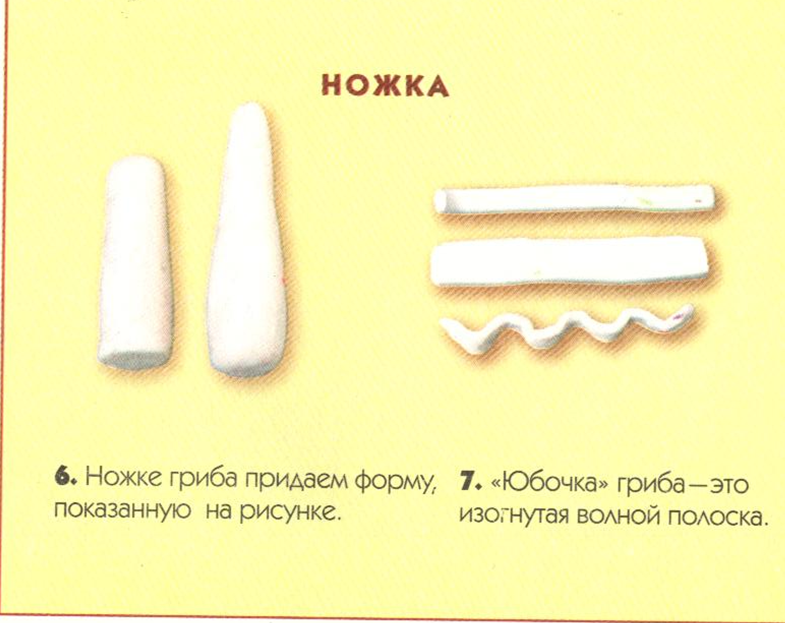 НОЖКА
6. Ножке гриба придаем форму,
показанную на рисунке.
7. «Юбочка» гриба—это
изогнутая волной полоска.